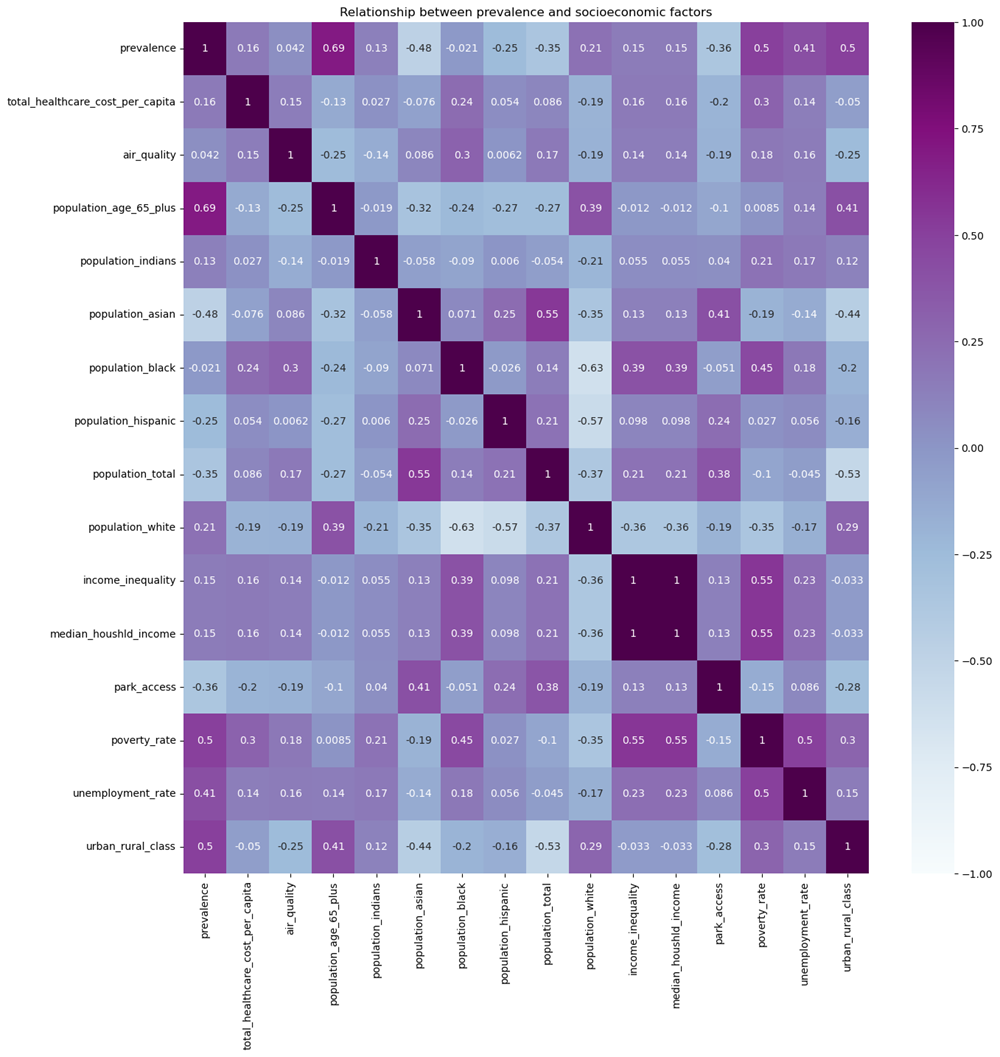 Relationship between prevalence and socioeconomic factors
prevalence 1 0.16 0.042 0.69 0.13 -0.48 -0.021 -0.25 -0.35 0.21 0.15 0.15 -0.36 0.5 0.41 0.5
total_healthcare_cost_per_capita 0.16 1 0.15 -0.13 0.027 -0.076 0.24 0.054 0.086 -0.19 0.16 0.16 -0.2 0.3 0.14 -0.05
air_quality 0.042 0.15 1 -0.25 -0.14 0.086 0.3 0.0062 0.17 -0.19 0.14 0.14 -0.19 0.18 0.16 -0.25
population_age_65_plus 0.69 -0.13 -0.25 1 -0.019 -0.32 -0.24 -0.27 -0.27 0.39 -0.012 -0.012 -0.1 0.0085 0.14 0.41
population_indians 0.13 0.027 -0.14 -0.019 1 -0.058 -0.09 0.006 -0.054 -0.21 0.055 0.055 0.04 0.21 0.17 0.12
population_asian -0.48 -0.076 0.086 -0.32 -0.058 1 0.071 0.25 0.55 -0.35 0.13 0.13 0.41 -0.19 -0.14 -0.44
population_black -0.021 0.24 0.3 -0.24 -0.09 0.071 1 -0.026 0.14 -0.63 0.39 0.39 -0.051 0.45 0.18 -0.2
population_hispanic -0.25 0.054 0.0062 -0.27 0.006 0.25 -0.026 1 0.21 -0.57 0.098 0.098 0.24 0.027 0.056 -0.16
population_total -0.35 0.086 0.17 -0.27 -0.054 0.55 0.14 0.21 1 -0.37 0.21 0.21 0.38 -0.1 -0.045 -0.53
population_white 0.21 -0.19 -0.19 0.39 -0.21 -0.35 -0.63 -0.57 -0.37 1 -0.36 -0.36 -0.19 -0.35 -0.17 0.29
income_inequality 0.15 0.16 0.14 -0.012 0.055 0.13 0.39 0.098 0.21 -0.36 1 1 0.13 0.55 0.23 -0.033
median_houshld_income 0.15 0.16 0.14 -0.012 0.055 0.13 0.39 0.098 0.21 -0.36 1 1 0.13 0.55 0.23 -0.033
park_access -0.36 -0.2 -0.19 -0.1 0.04 0.41 -0.051 0.24 0.38 -0.19 0.13 0.13 1 -0.15 0.086 -0.28
poverty_rate 0.5 0.3 0.18 0.0085 0.21 -0.19 0.45 0.027 -0.1 -0.35 0.55 0.55 -0.15 1 0.5 0.3
unemployment_rate 0.41 0.14 0.16 0.14 0.17 -0.14 0.18 0.056 -0.045 -0.17 0.23 0.23 0.086 0.5 1 0.15
urban_rural_class 0.5 -0.05 -0.25 0.41 0.12 -0.44 -0.2 -0.16 -0.53 0.29 -0.033 -0.033 -0.28 0.3 0.15 1
prevalence
total_healthcare_cost_per_capita
air_quality
population_age_65_plus
population_indians
population_asian
population_black
population_hispanic
population_total
population_white
income_inequality
median_houshld_income
park_access
poverty_rate
unemployment_rate
urban_rural_class
1.00
0.75
0.50
0.25
0.00
−0.25
−0.50
−0.75
−1.00